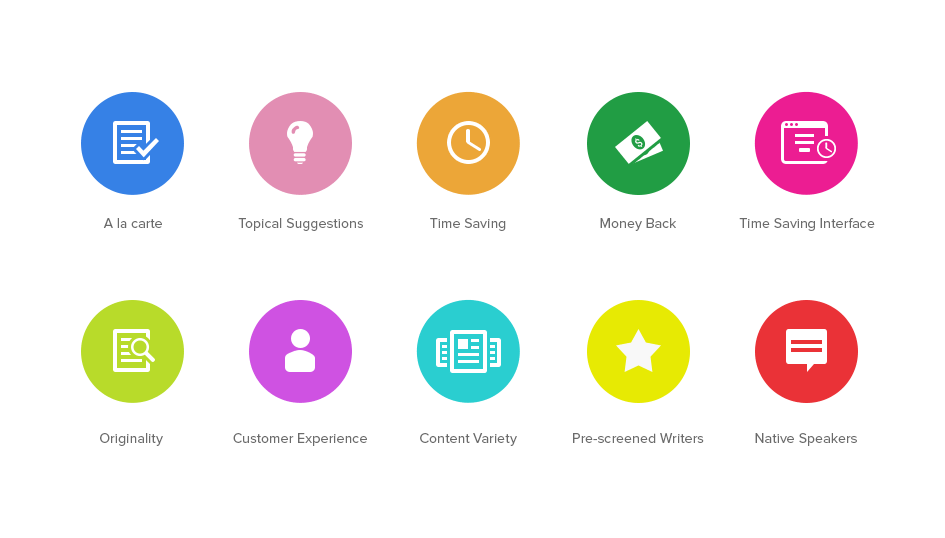 A la carte
Topical Suggestions
Time Saving
Money Back
Time Saving Interface
Originality
Customer Experience
Content Variety
Pre-screened Writers
Native Speakers